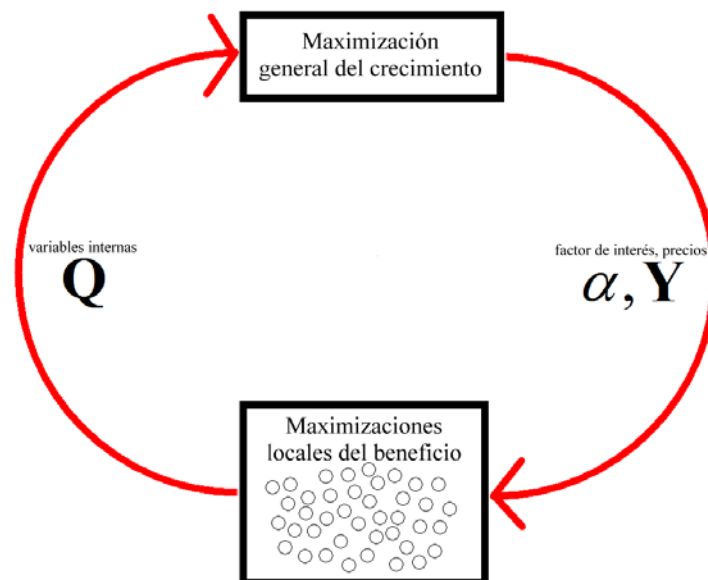 Maximización
general del crecimiento
variables internas
Q
factor de interés, precios
α, Y
Maximizaciones
locales del beneficio